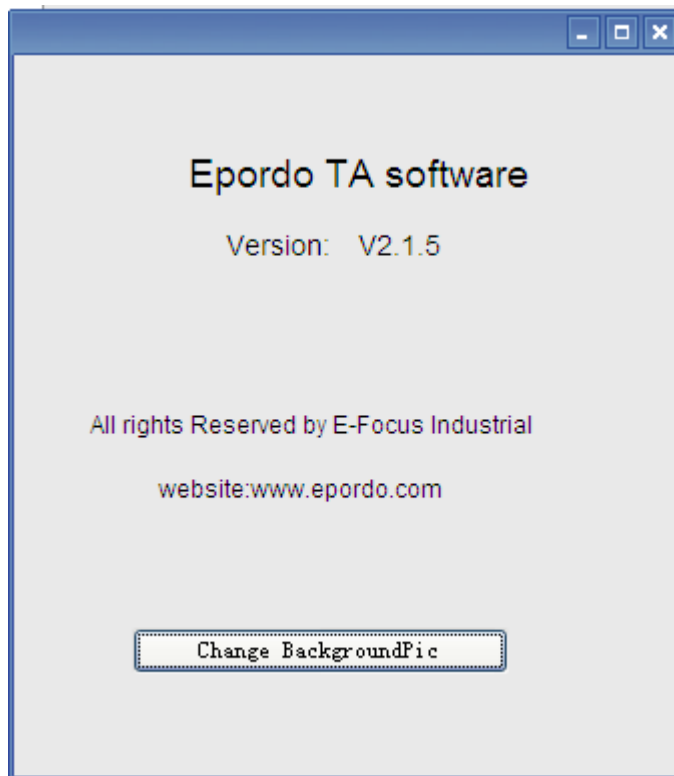 Epordo TA software
Version: V2.1.5
All rights Reserved by E-Focus Industrial
website:www.epordo.com
Change BackgroundPic